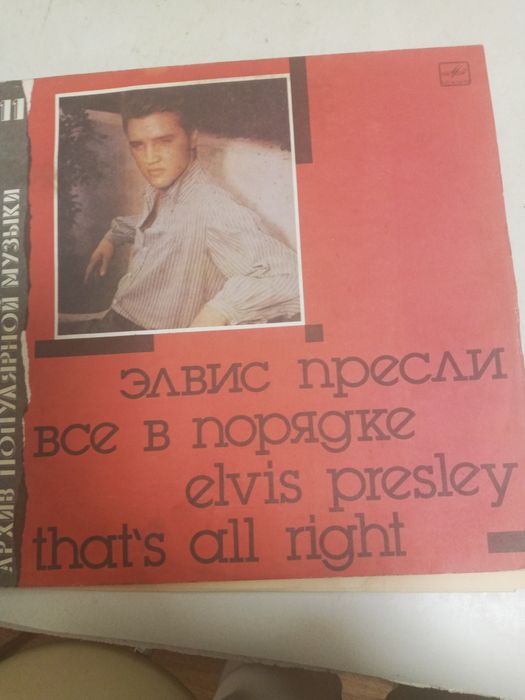 11
АРХИВ ПОПУЛЯРНОЙ МУЗЫКИ
элвис пресли
все в порядке
elvis presley
that's all right